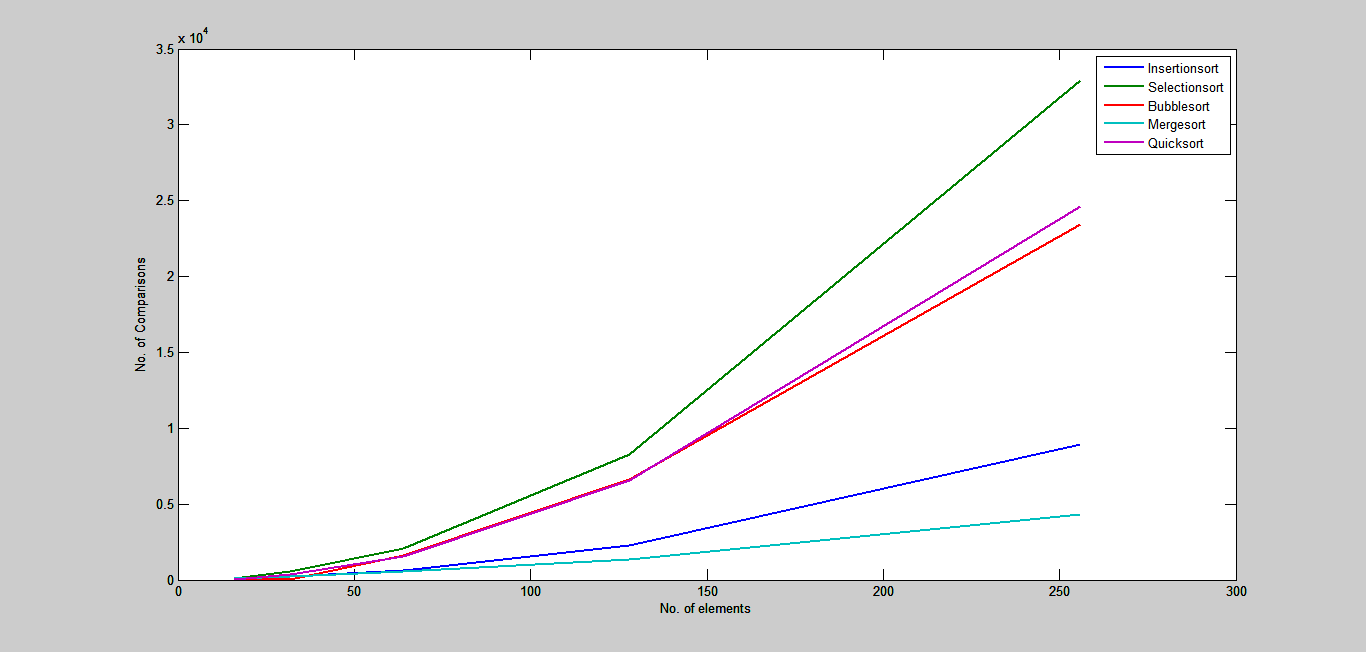 x 10^4
3.5
3
2.5
2
1.5
1
0.5
0
0 50 100 150 200 250 300
No. of Comparisons
No. of elements
Insertionsort
Selectionsort
Bubblesort
Mergesort
Quicksort